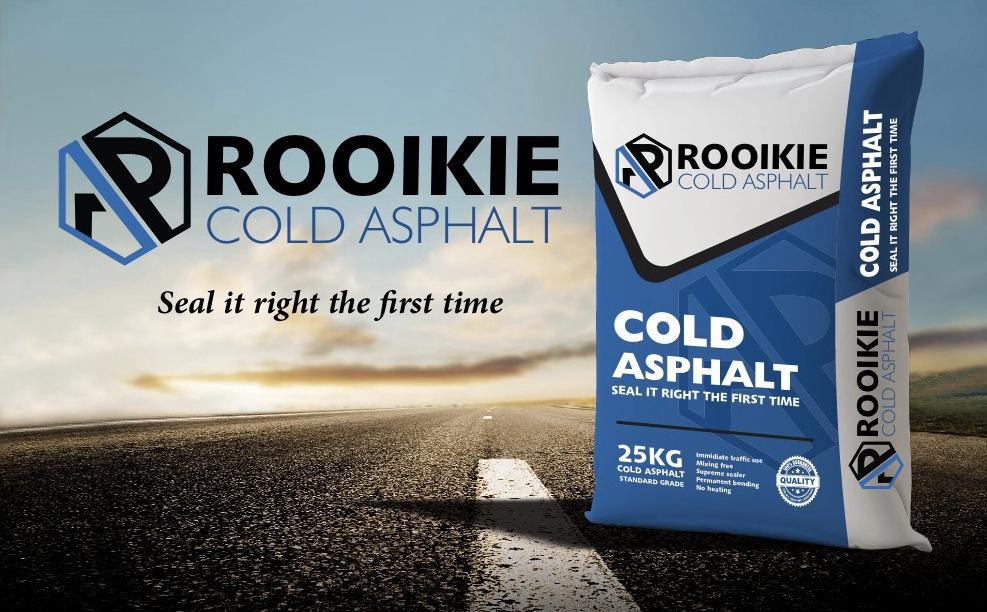 ROOIKIE
COLD ASPHALT
Seal it right the first time
ROOIKIE
COLD ASPHALT
COLD
ASPHALT
SEAL IT RIGHT THE FIRST TIME
25KG
COLD ASPHALT
STANDARD GRADE
Immidiate traffic use
Mixing free
Supreme sealer
Permanent bonding
No heating
QUALITY
COLD ASPHALT
SEAL IT RIGHT THE FIRST TIME
ROOIKIE
COLD ASPHALT